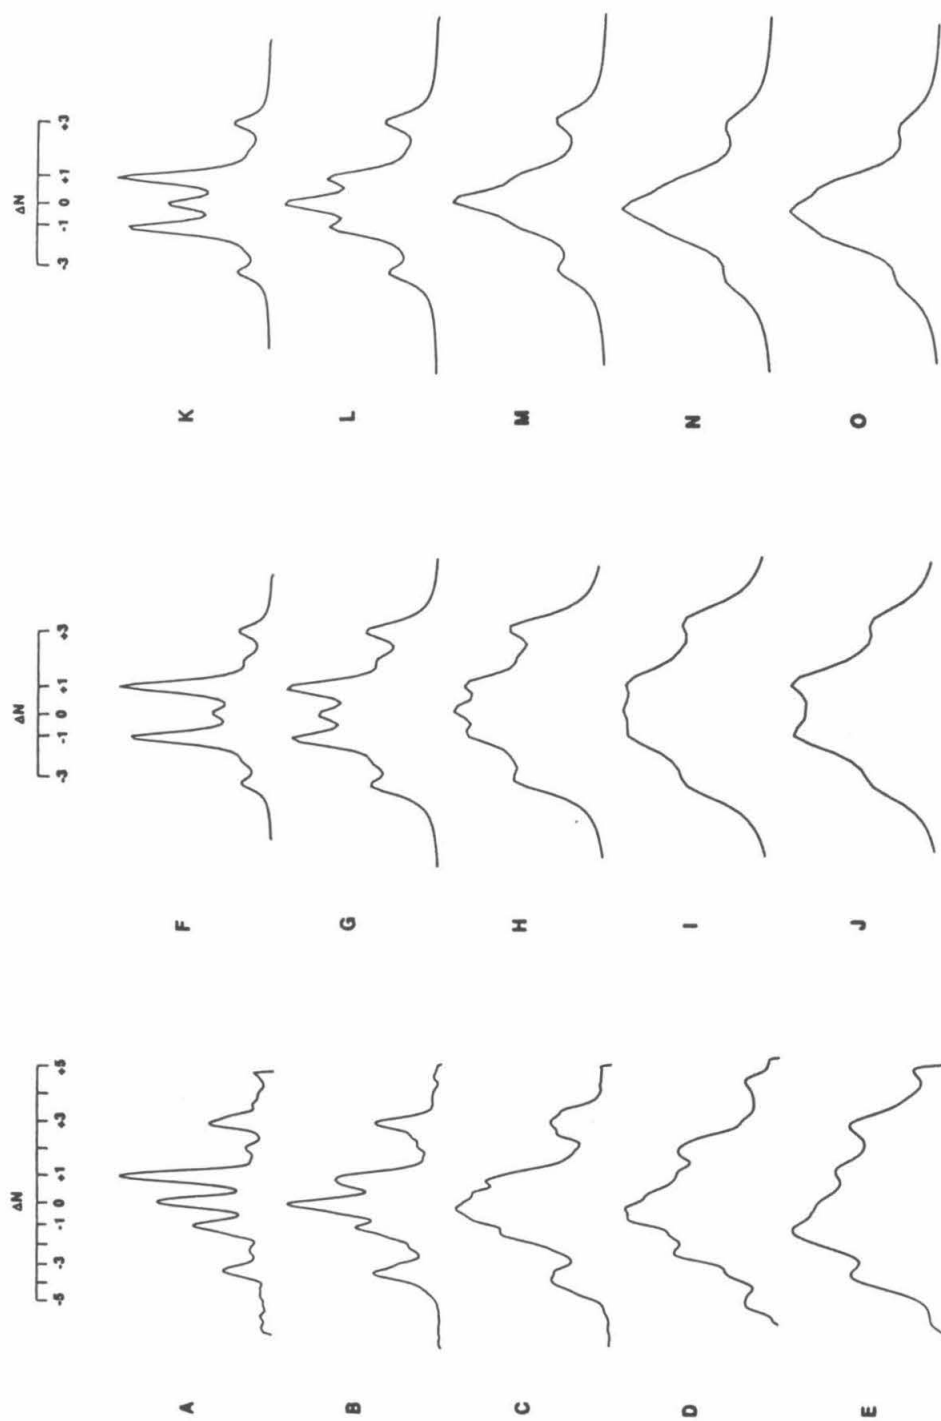 ΔN ΔN ΔN
-5 -3 -1 0 +1 +3 +5 -3 -1 0 +1 +3 -3 -1 0 +1 +3
A F K
B G L
C H M
D I N
E J O